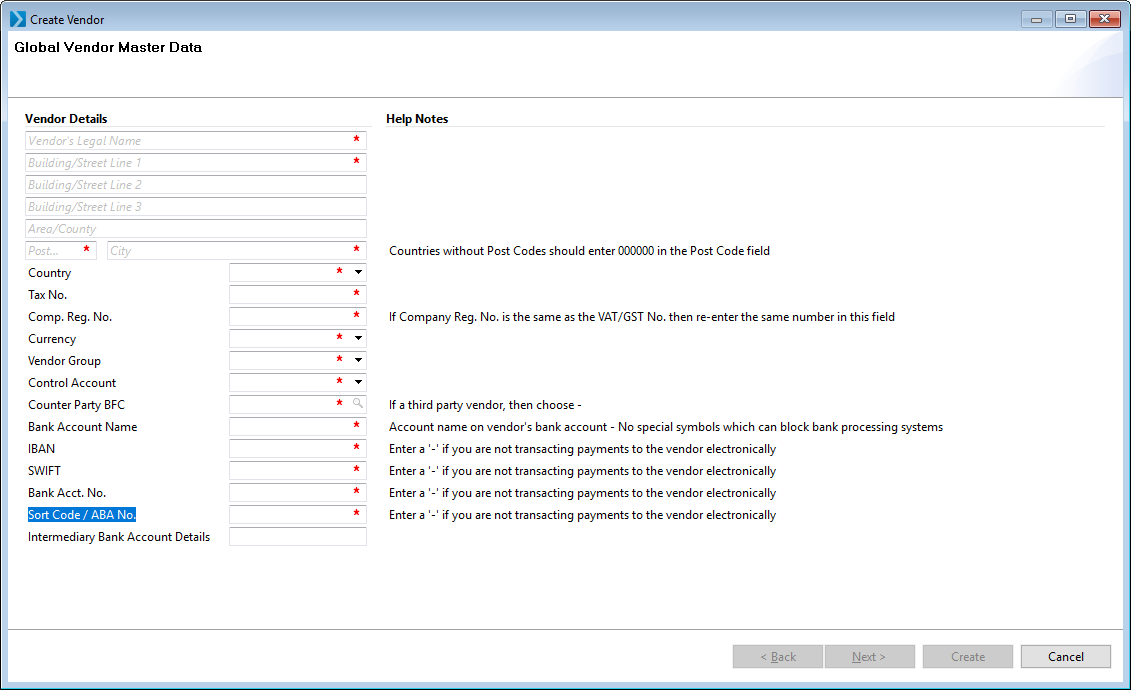 Create Vendor
Global Vendor Master Data
Vendor Details Help Notes
Vendor's Legal Name *
Building/Street Line 1 *
Building/Street Line 2
Building/Street Line 3
Area/County
Post... * City * Countries without Post Codes should enter 000000 in the Post Code field
Country *
Tax No. *
Comp. Reg. No. * If Company Reg. No. is the same as the VAT/GST No. then re-enter the same number in this field
Currency *
Vendor Group *
Control Account *
Counter Party BFC * If a third party vendor, then choose -
Bank Account Name * Account name on vendor's bank account - No special symbols which can block bank processing systems
IBAN * Enter a '-' if you are not transacting payments to the vendor electronically
SWIFT * Enter a '-' if you are not transacting payments to the vendor electronically
Bank Acct. No. * Enter a '-' if you are not transacting payments to the vendor electronically
Sort Code / ABA No. * Enter a '-' if you are not transacting payments to the vendor electronically
Intermediary Bank Account Details
< Back Next > Create Cancel